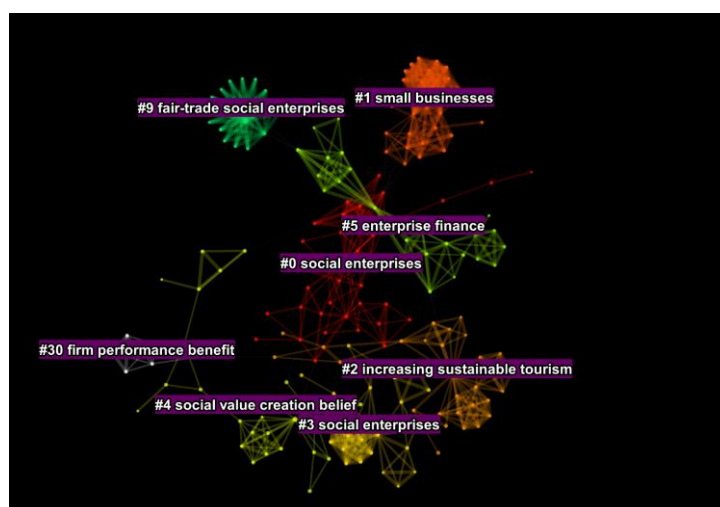 #1 small businesses
#9 fair-trade social enterprises
#5 enterprise finance
#0 social enterprises
#30 firm performance benefit
#2 increasing sustainable tourism
#4 social value creation belief
#3 social enterprises